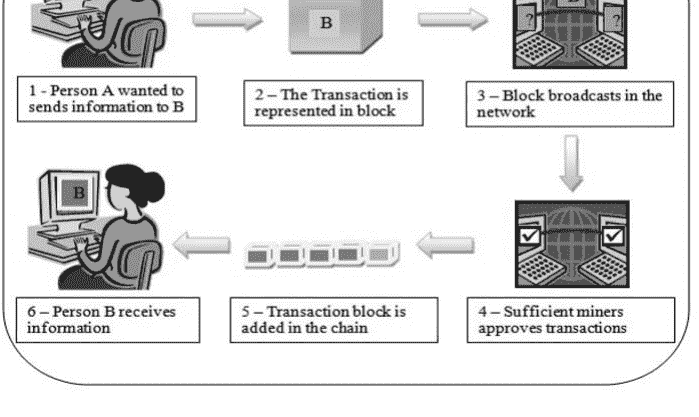 B
?
?
1 - Person A wanted to
sends information to B
2 – The Transaction is
represented in block
3 – Block broadcasts in the
network
B
6 – Person B receives
information
5 – Transaction block is
added in the chain
4 – Sufficient miners
approves transactions